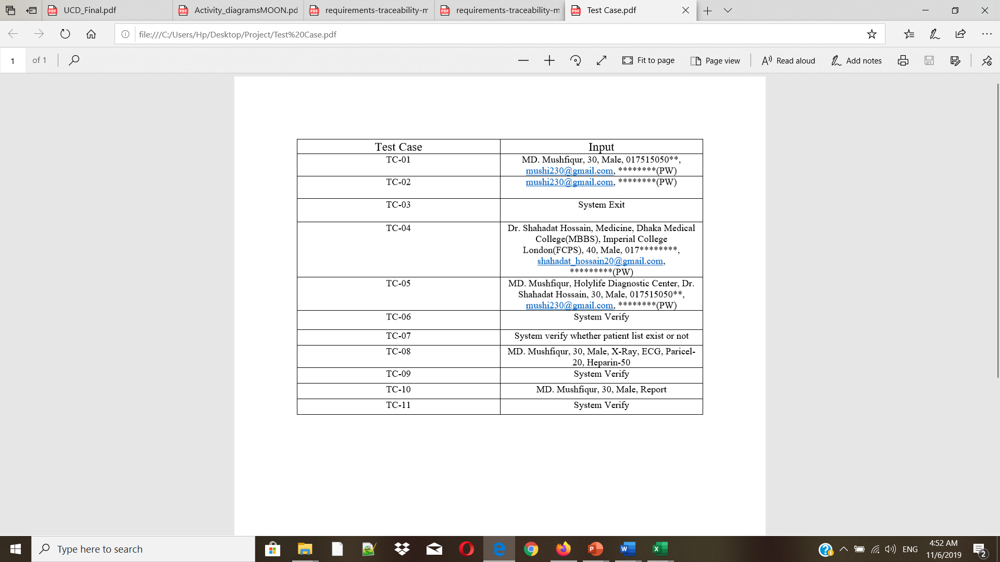 UCD_Final.pdf
Activity_diagramsMOON.pd
requirements-traceability-m
requirements-traceability-m
Test Case.pdf
file:///C:/Users/Hp/Desktop/Project/Test%20Case.pdf
1 of 1
Fit to page
Page view
Read aloud
Add notes
Test Case Input
TC-01 MD. Mushfiqur, 30, Male, 017515050**,
mushi230@gmail.com, ********(PW)
TC-02 mushi230@gmail.com, ********(PW)
TC-03 System Exit
TC-04 Dr. Shahadat Hossain, Medicine, Dhaka Medical
College(MBBS), Imperial College
London(FCPS), 40, Male, 017********,
shahadat_hossain20@gmail.com,
*********(PW)
TC-05 MD. Mushfiqur, Holylife Diagnostic Center, Dr.
Shahadat Hossain, 30, Male, 017515050**,
mushi230@gmail.com, ********(PW)
TC-06 System Verify
TC-07 System verify whether patient list exist or not
TC-08 MD. Mushfiqur, 30, Male, X-Ray, ECG, Paricel-
20, Heparin-50
TC-09 System Verify
TC-10 MD. Mushfiqur, 30, Male, Report
TC-11 System Verify
Type here to search
ENG
4:52 AM
11/6/2019
2